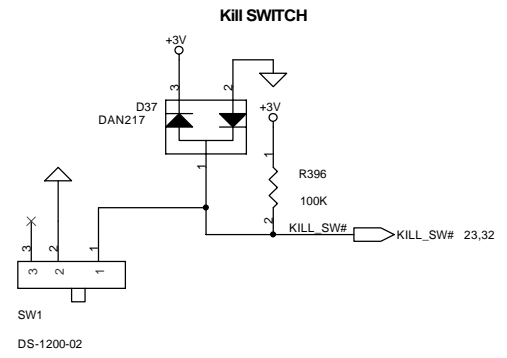 Kill SWITCH
+3V
3
2
D37
DAN217
+3V
1
1
R396
100K
2
KILL_SW#
KILL_SW# 23,32
3
2
1
3
2
1
SW1
DS-1200-02